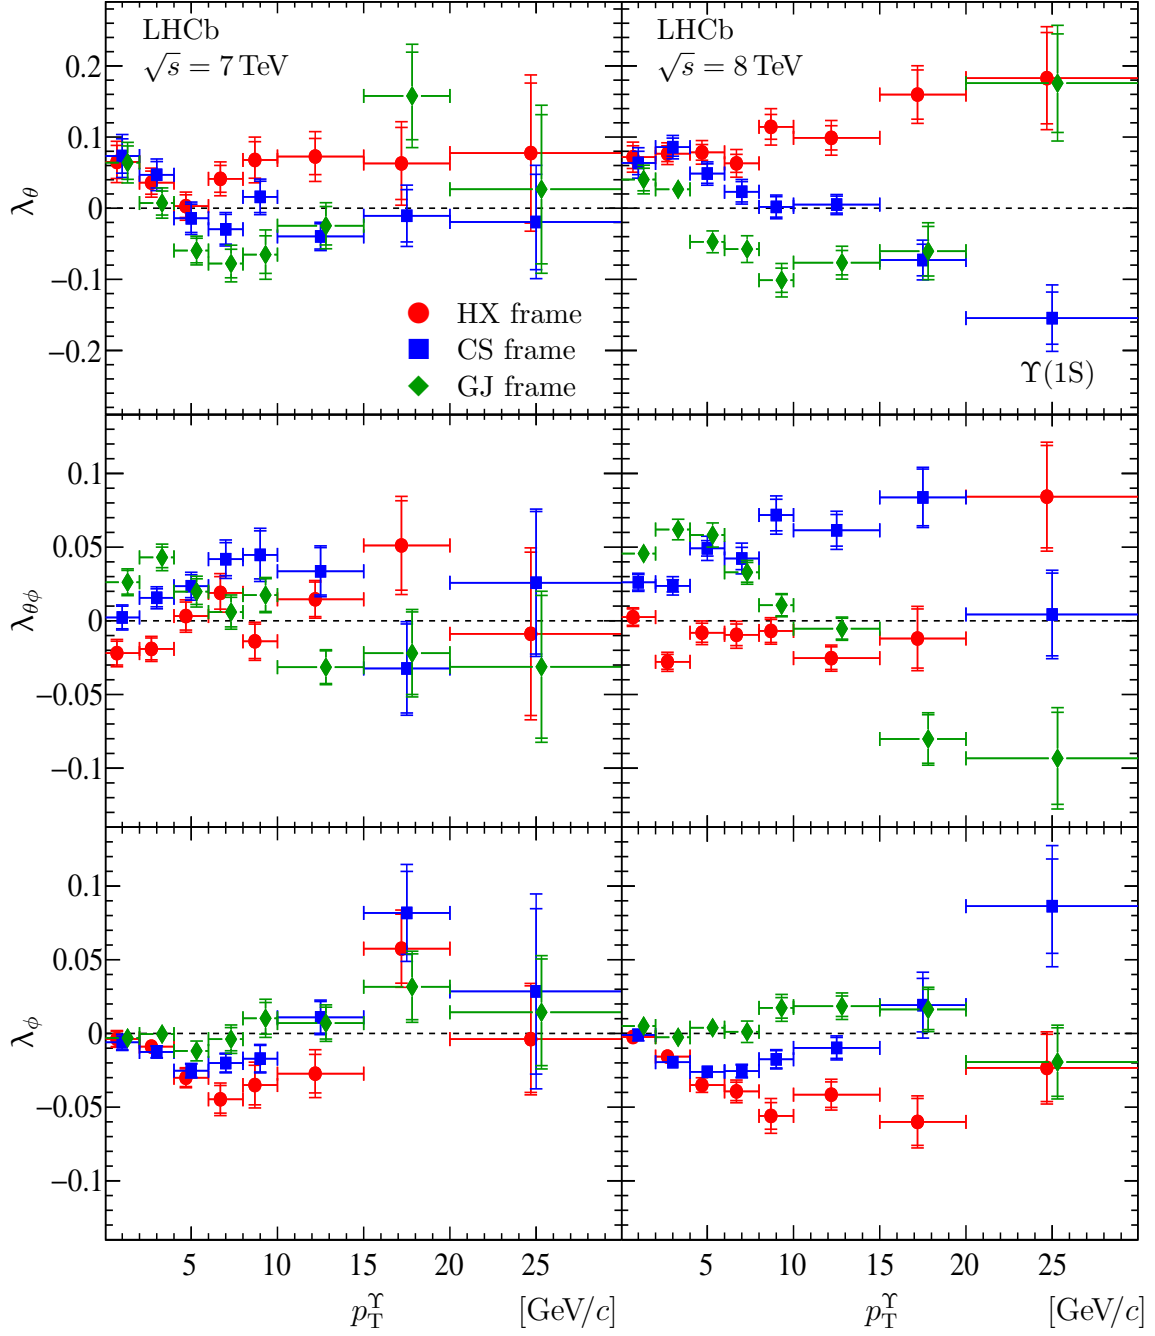 LHCb
√s = 7 TeV
LHCb
√s = 8 TeV
λθ
0.2
0.1
0
−0.1
−0.2
HX frame
CS frame
GJ frame
ϒ(1S)
λθϕ
0.1
0.05
0
−0.05
−0.1
λϕ
0.1
0.05
0
−0.05
−0.1
5 10 15 20 25 5 10 15 20 25
pTϒ [GeV/c] pTϒ [GeV/c]